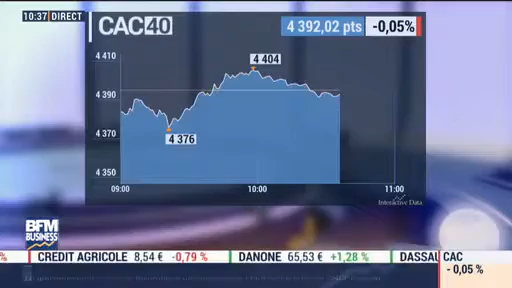 10:37 DIRECT
CAC40
4 392,02 pts -0,05%
4 410
4 404
4 390
4 376
4 370
4 350
09:00 10:00 11:00
Interactive Data
BFM
BUSINESS
CREDIT AGRICOLE 8,54 € -0,79 % DANONE 65,53 € +1,28 % DASSAU
CAC
- 0,05 %